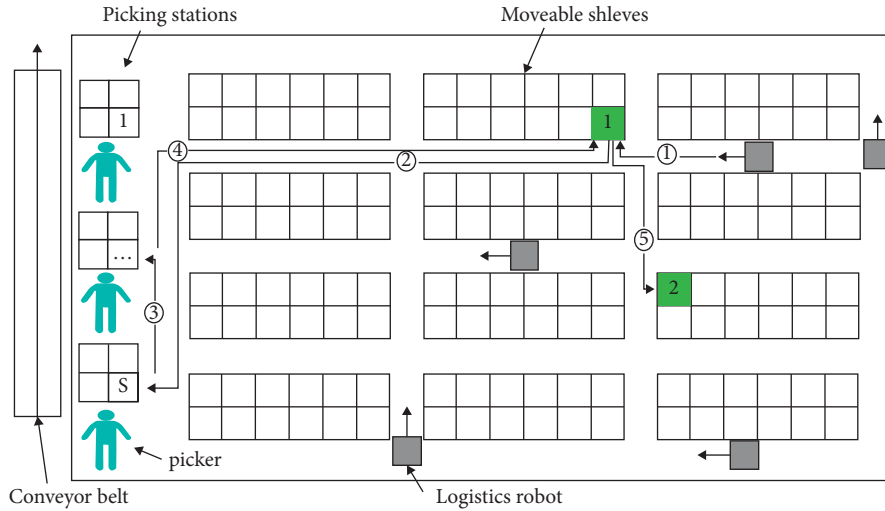 Picking stations
Moveable shleves
1
1
4
2
1
...
5
2
3
S
picker
Conveyor belt
Logistics robot